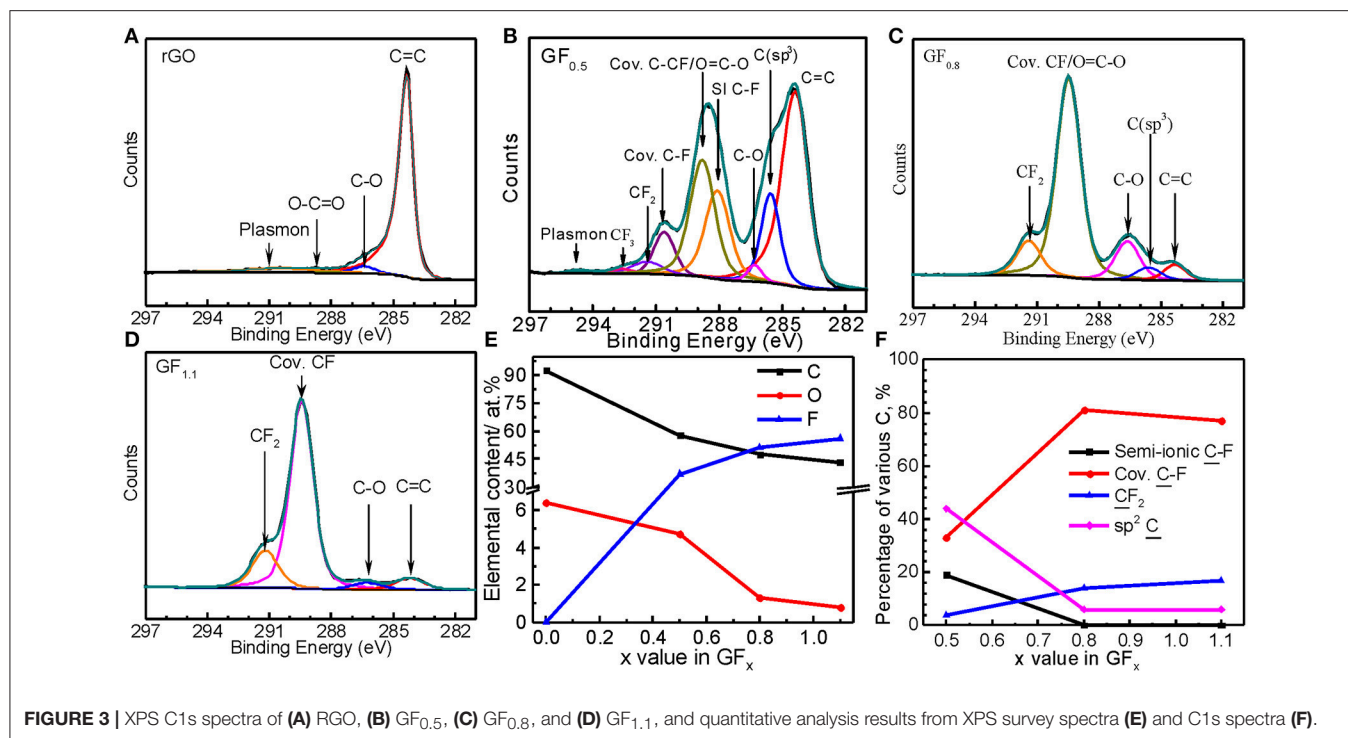 A
rGO
C=C
C-O
O-C=O
Plasmon
Counts
297 294 291 288 285 282
Binding Energy (eV)
B
GF0.5
Cov. C-CF/O=C-O
C(sp3)
C=C
SI C-F
Cov. C-F
C-O
CF2
Plasmon CF3
Counts
297 294 291 288 285 282
Binding Energy (eV)
C
GF0.8
Cov. CF/O=C-O
C(sp3)
CF2
C-O
C=C
Counts
297 294 291 288 285 282
Binding Energy (eV)
D
GF1.1
Cov. CF
CF2
C-O
C=C
Counts
297 294 291 288 285 282
Binding Energy (eV)
E
C
O
F
Elemental content/ at.%
90
75
60
45
30
6
4
2
0
0.0 0.2 0.4 0.6 0.8 1.0
x value in GFx
F
Semi-ionic C-F
Cov. C-F
CF2
sp2 C
Percentage of various C, %
100
80
60
40
20
0
0.5 0.6 0.7 0.8 0.9 1.0 1.1
x value in GFx
FIGURE 3 | XPS C1s spectra of (A) RGO, (B) GF0.5, (C) GF0.8, and (D) GF1.1, and quantitative analysis results from XPS survey spectra (E) and C1s spectra (F).